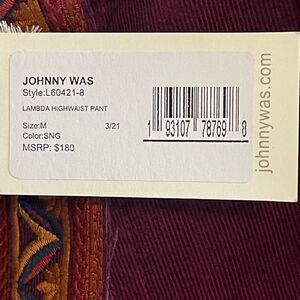 JOHNNY WAS
Style:L60421-8
LAMBDA HIGHWAIST PANT
Size:M 3/21
Color:SNG
MSRP: $180
1 93107 78769 8
johnnywas.com